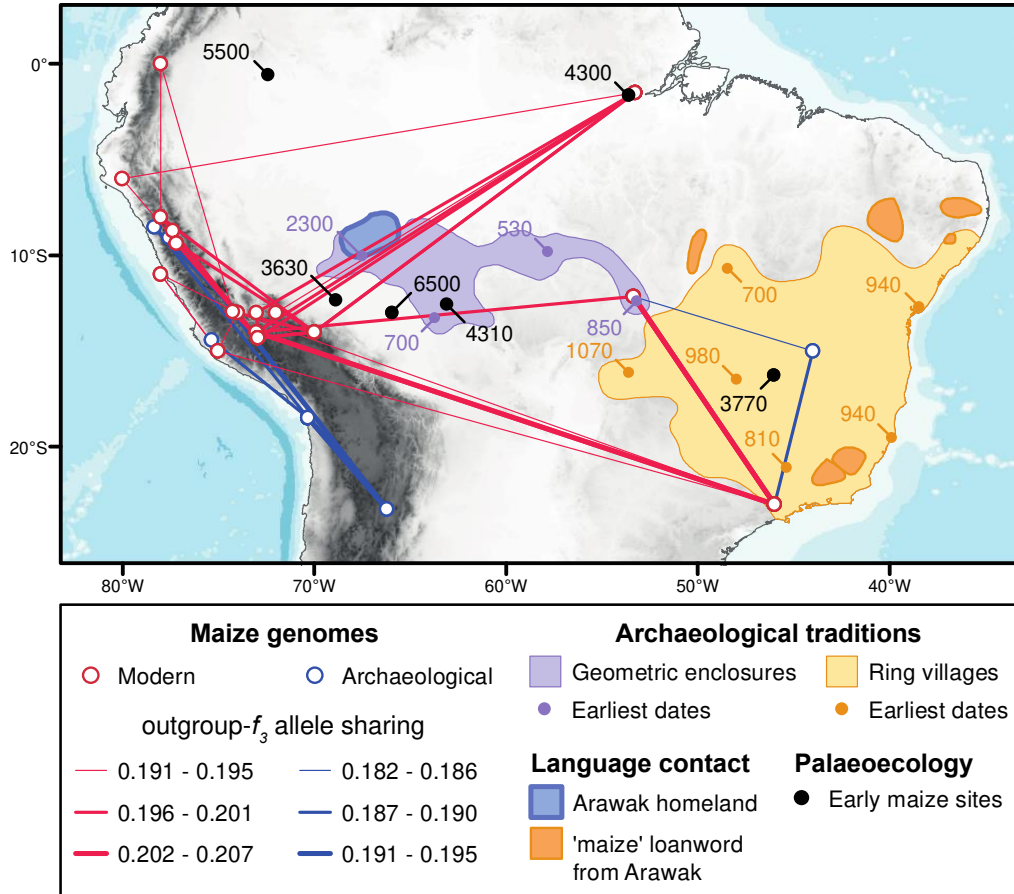 5500
4300
0°
2300
530
10°S
3630
6500
700
940
4310
850
700
1070
980
3770
940
810
20°S
80°W 70°W 60°W 50°W 40°W
Maize genomes
Modern Archaeological
outgroup-f3 allele sharing
0.191 - 0.195 0.182 - 0.186
0.196 - 0.201 0.187 - 0.190
0.202 - 0.207 0.191 - 0.195
Archaeological traditions
Geometric enclosures Ring villages
Earliest dates Earliest dates
Language contact
Arawak homeland
'maize' loanword
from Arawak
Palaeoecology
Early maize sites